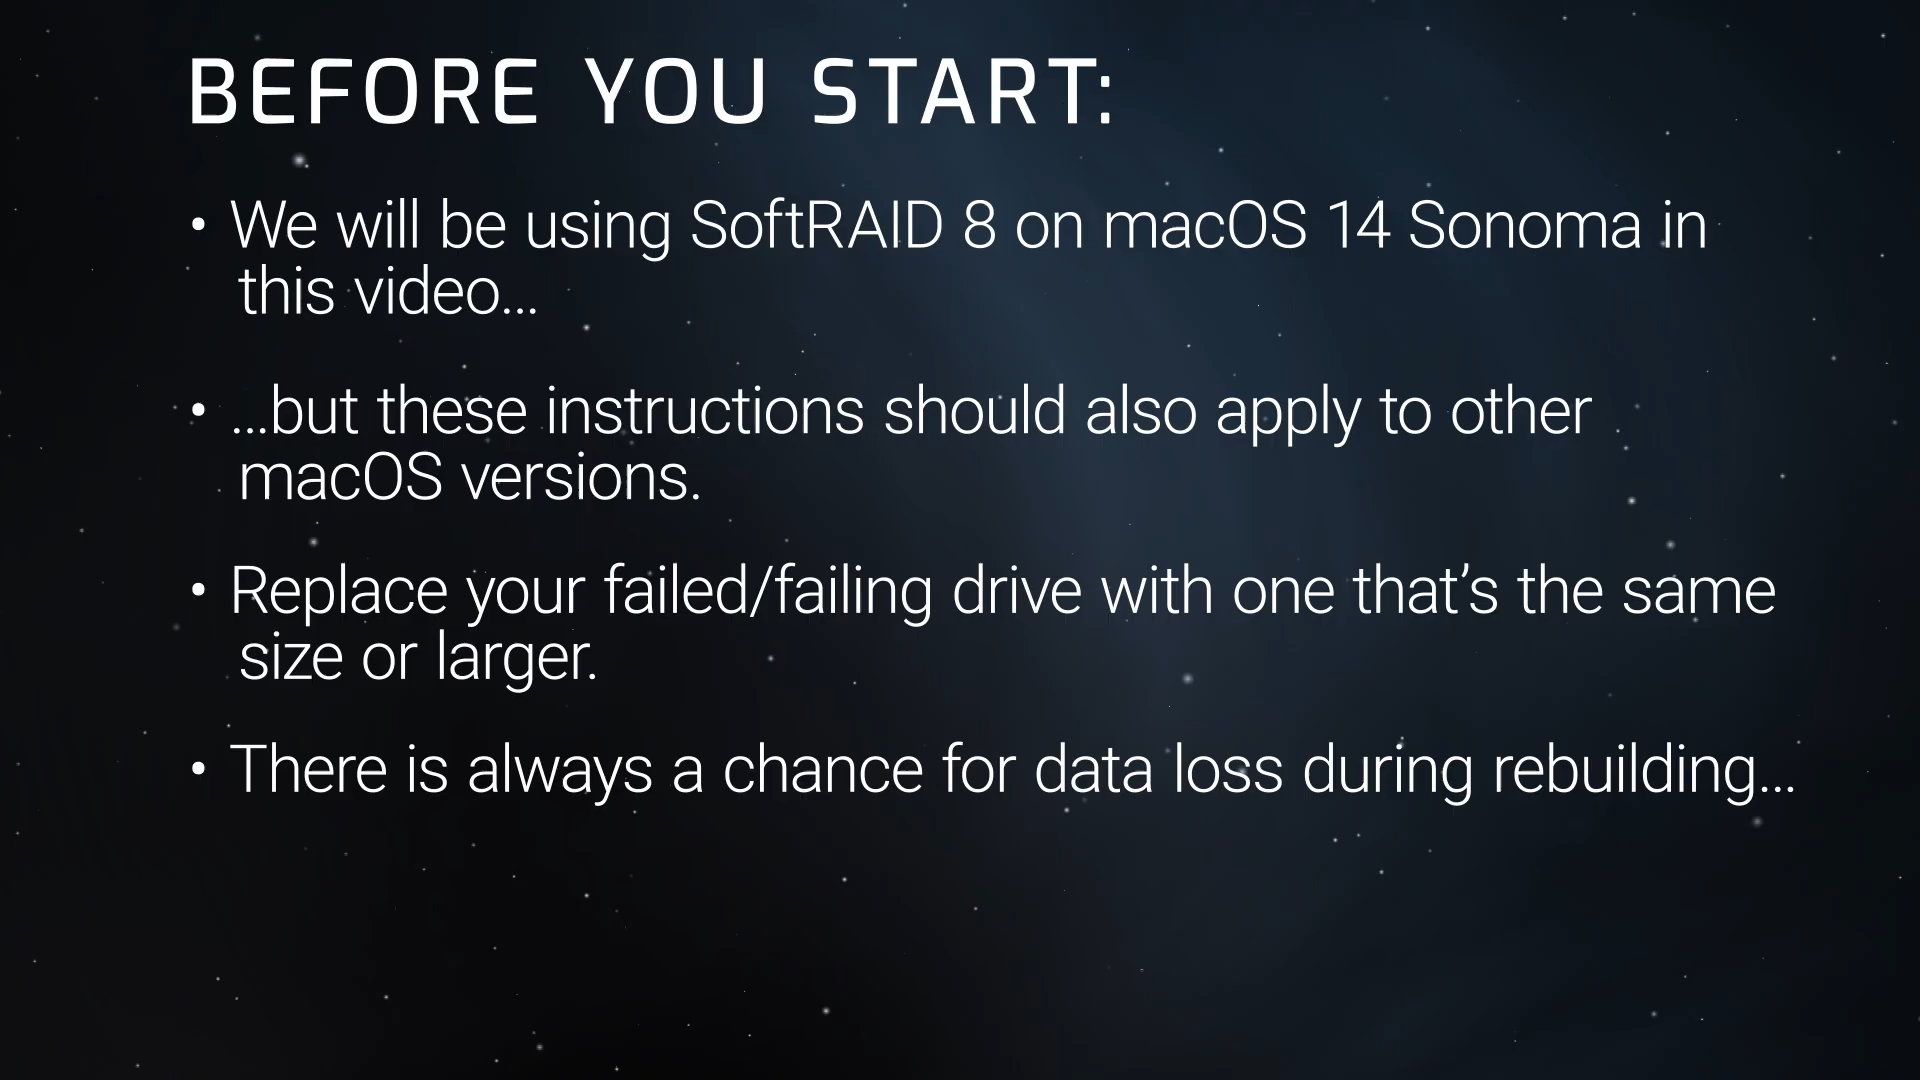 BEFORE YOU START:
• We will be using SoftRAID 8 on macOS 14 Sonoma in
this video...
• ...but these instructions should also apply to other
macOS versions.
• Replace your failed/failing drive with one that’s the same
size or larger.
• There is always a chance for data loss during rebuilding...